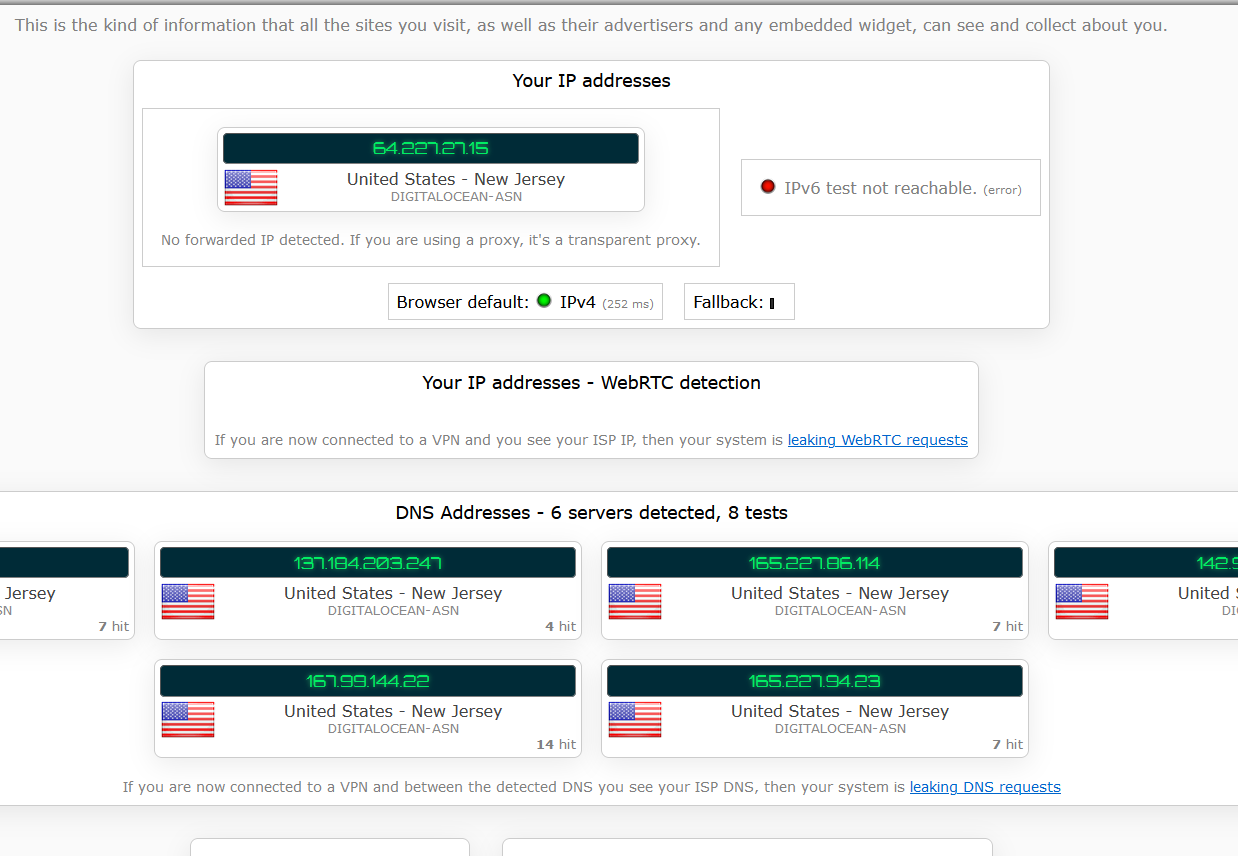 This is the kind of information that all the sites you visit, as well as their advertisers and any embedded widget, can see and collect about you.
Your IP addresses
64.227.27.15
United States - New Jersey
DIGITALOCEAN-ASN
No forwarded IP detected. If you are using a proxy, it's a transparent proxy.
IPv6 test not reachable. (error)
Browser default: IPv4 (252 ms)
Fallback:
Your IP addresses - WebRTC detection
If you are now connected to a VPN and you see your ISP IP, then your system is leaking WebRTC requests
DNS Addresses - 6 servers detected, 8 tests
Jersey
SN
7 hit
137.184.203.247
United States - New Jersey
DIGITALOCEAN-ASN
4 hit
165.227.86.114
United States - New Jersey
DIGITALOCEAN-ASN
7 hit
142.9
United S
DI
167.99.144.22
United States - New Jersey
DIGITALOCEAN-ASN
14 hit
165.227.94.23
United States - New Jersey
DIGITALOCEAN-ASN
7 hit
If you are now connected to a VPN and between the detected DNS you see your ISP DNS, then your system is leaking DNS requests